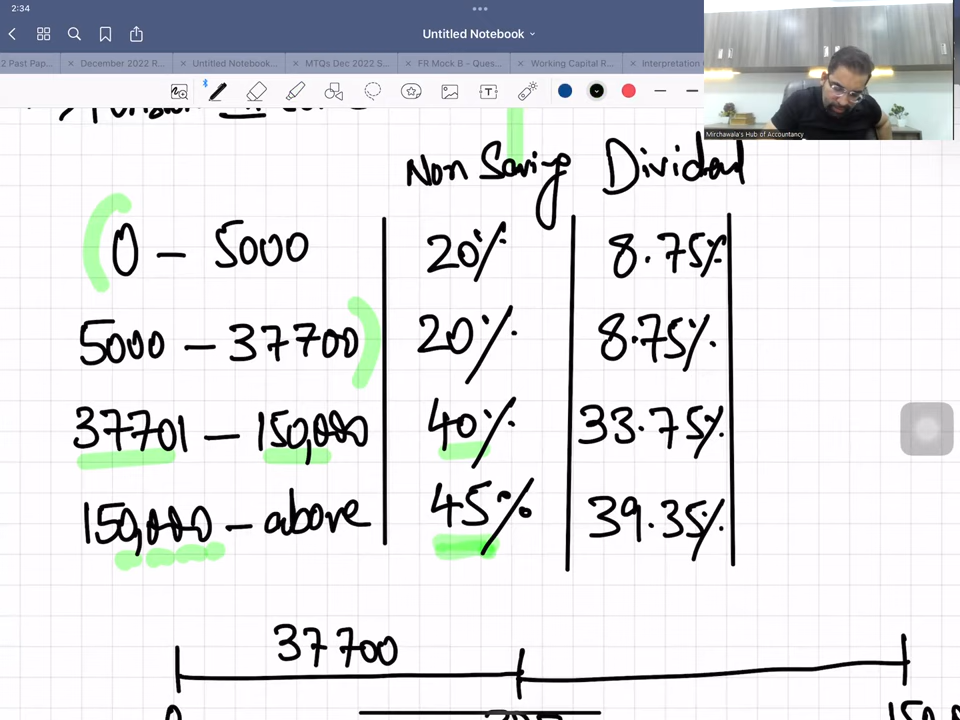 2:34
Untitled Notebook
2 Past Pap... × December 2022 R... × Untitled Notebook... × MTQs Dec 2022 S... × FR Mock B - Ques... × Working Capital R... × Interpretation
Mirchawala's Hub of Accountancy
Non Saving Dividend
0 - 5000 20% 8.75%
5000 - 37700 20% 8.75%
37701 - 150,000 40% 33.75%
150,000 - above 45% 39.35%
37700
0